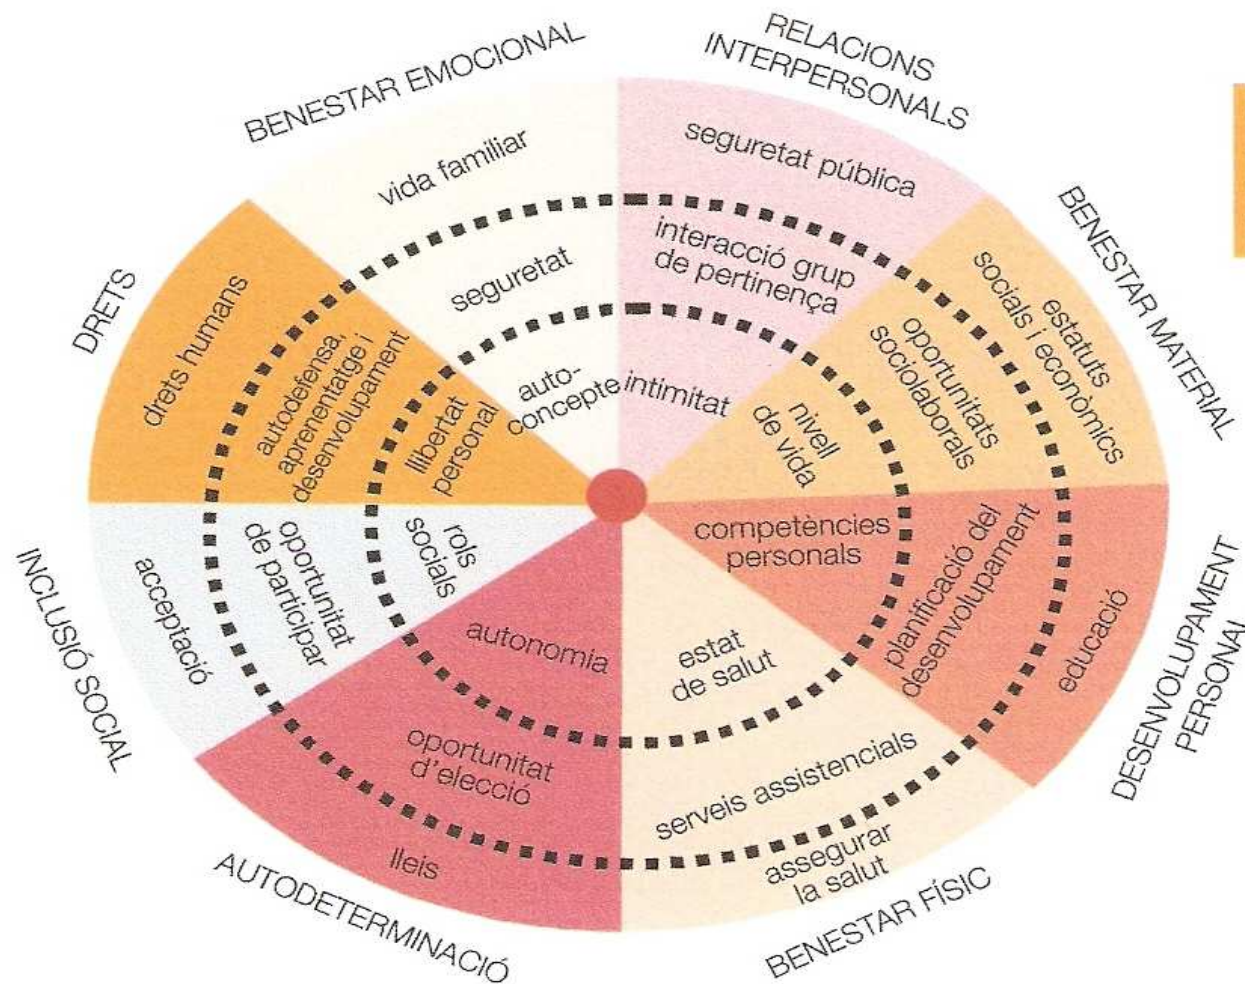 BENESTAR EMOCIONAL
vida familiar
seguretat
auto-
concepte
RELACIONS
INTERPERSONALS
seguretat pública
interacció grup
de pertinença
intimitat
BENESTAR MATERIAL
estatuts
socials i econòmics
oportunitats
sociolaborals
nivell
de vida
DESENVOLUPAMENT
PERSONAL
educació
planificació del
desenvolupament
competències
personals
BENESTAR FÍSIC
assegurar
la salut
serveis assistencials
estat
de salut
AUTODETERMINACIÓ
lleis
oportunitat
d'elecció
autonomia
INCLUSIÓ SOCIAL
acceptació
oportunitat
de participar
rols
socials
DRETS
drets humans
autodefensa,
aprenentatge i
desenvolupament
llibertat
personal